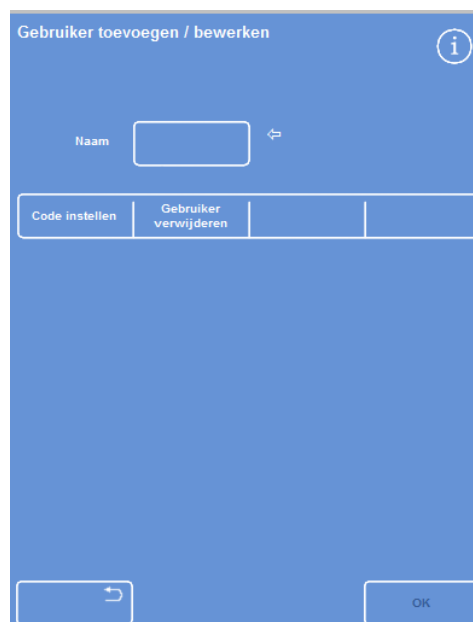 Gebruiker toevoegen / bewerken
i
Naam
Code instellen
Gebruiker
verwijderen
OK